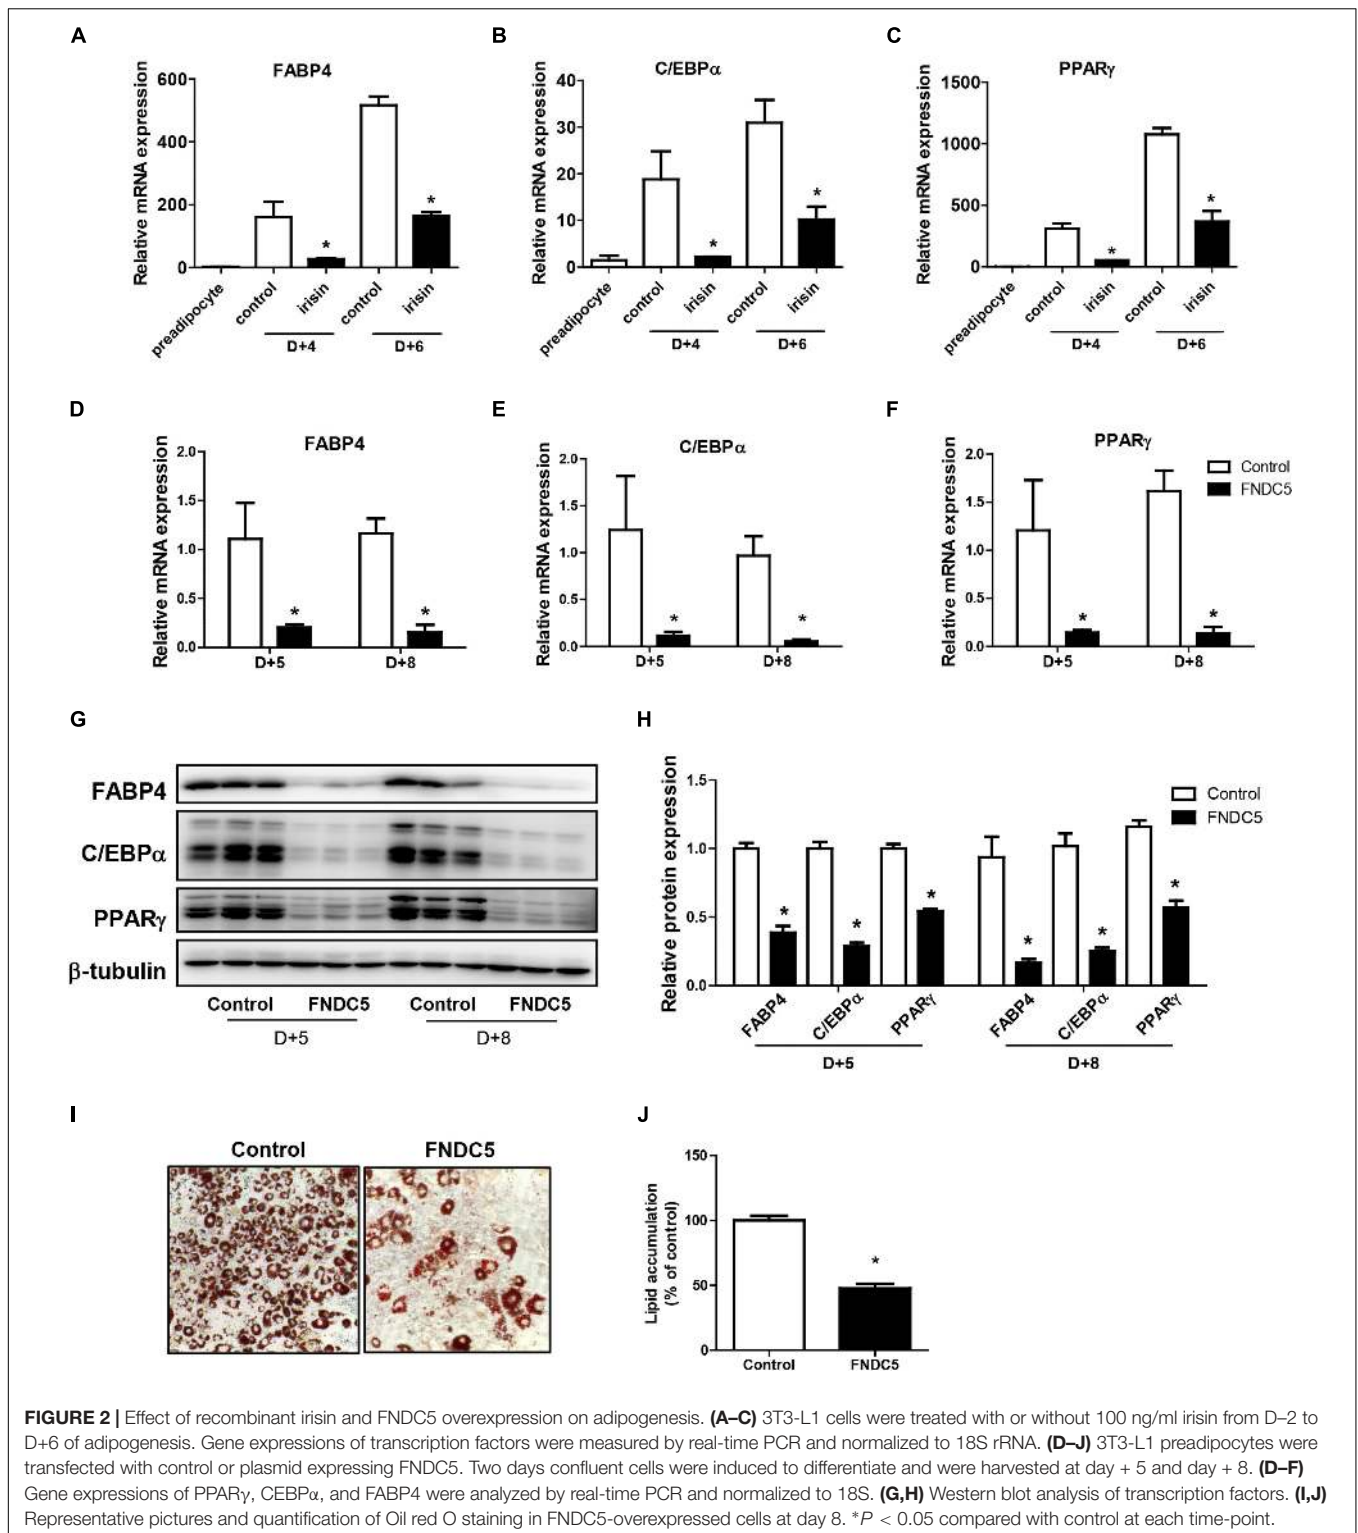 A
B
C
FABP4
C/EBPα
PPARγ
Relative mRNA expression
600
400
200
0
preadipocyte
control
irisin
control
irisin
D+4
D+6
Relative mRNA expression
40
30
20
10
0
preadipocyte
control
irisin
control
irisin
D+4
D+6
Relative mRNA expression
1500
1000
500
0
preadipocyte
control
irisin
control
irisin
D+4
D+6
* * * * * *
D
E
F
FABP4
C/EBPα
PPARγ
Relative mRNA expression
2.0
1.5
1.0
0.5
0.0
* *
D+5 D+8
Relative mRNA expression
2.0
1.5
1.0
0.5
0.0
* *
D+5 D+8
Relative mRNA expression
2.0
1.5
1.0
0.5
0.0
* *
D+5 D+8
Control
FNDC5
G
FABP4
C/EBPα
PPARγ
β-tubulin
Control FNDC5 Control FNDC5
D+5 D+8
H
Relative protein expression
1.5
1.0
0.5
0.0
* * * * * *
Control
FNDC5
FABP4
C/EBPα
PPARγ
FABP4
C/EBPα
PPARγ
D+5 D+8
I
Control FNDC5
J
Lipid accumulation
(% of control)
150
100
50
0
*
Control FNDC5
FIGURE 2 | Effect of recombinant irisin and FNDC5 overexpression on adipogenesis. (A–C) 3T3-L1 cells were treated with or without 100 ng/ml irisin from D–2 to
D+6 of adipogenesis. Gene expressions of transcription factors were measured by real-time PCR and normalized to 18S rRNA. (D–J) 3T3-L1 preadipocytes were
transfected with control or plasmid expressing FNDC5. Two days confluent cells were induced to differentiate and were harvested at day + 5 and day + 8. (D–F)
Gene expressions of PPARγ, CEBPα, and FABP4 were analyzed by real-time PCR and normalized to 18S. (G,H) Western blot analysis of transcription factors. (I,J)
Representative pictures and quantification of Oil red O staining in FNDC5-overexpressed cells at day 8. *P < 0.05 compared with control at each time-point.